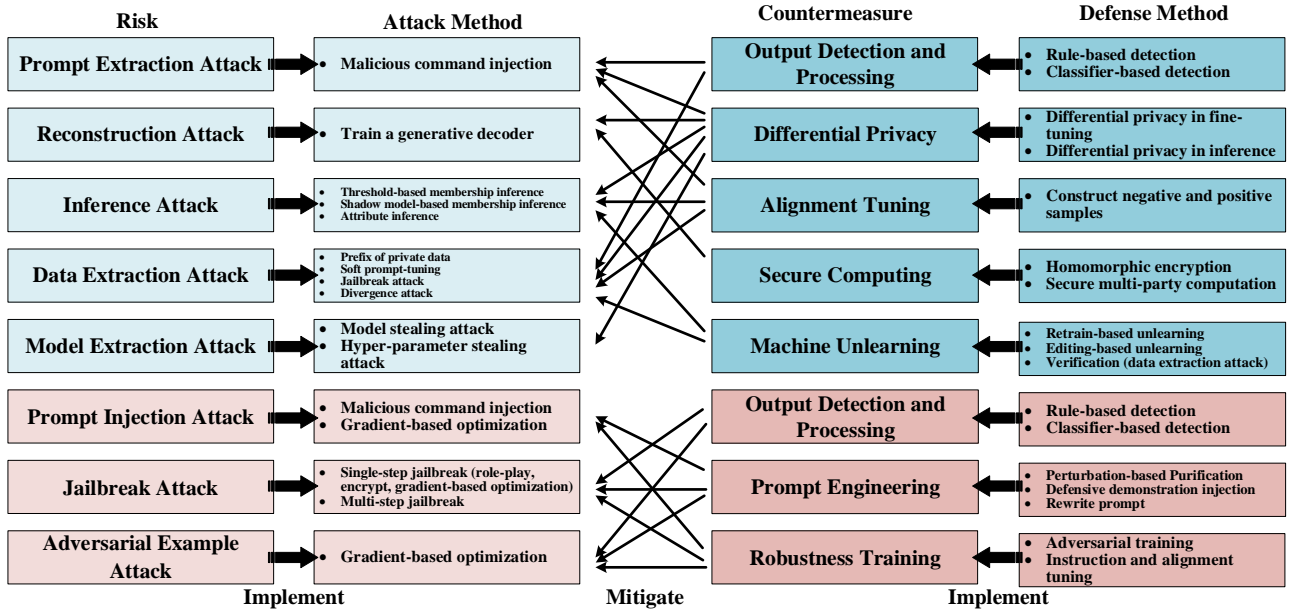 Risk
Attack Method
Countermeasure
Defense Method
Prompt Extraction Attack
• Malicious command injection
Output Detection and
Processing
• Rule-based detection
• Classifier-based detection
Reconstruction Attack
• Train a generative decoder
Differential Privacy
• Differential privacy in fine-
tuning
• Differential privacy in inference
Inference Attack
• Threshold-based membership inference
• Shadow model-based membership inference
• Attribute inference
Alignment Tuning
• Construct negative and positive
samples
Data Extraction Attack
• Prefix of private data
• Soft prompt-tuning
• Jailbreak attack
• Divergence attack
Secure Computing
• Homomorphic encryption
• Secure multi-party computation
Model Extraction Attack
• Model stealing attack
• Hyper-parameter stealing
attack
Machine Unlearning
• Retrain-based unlearning
• Editing-based unlearning
• Verification (data extraction attack)
Prompt Injection Attack
• Malicious command injection
• Gradient-based optimization
Output Detection and
Processing
• Rule-based detection
• Classifier-based detection
Jailbreak Attack
• Single-step jailbreak (role-play,
encrypt, gradient-based optimization)
• Multi-step jailbreak
Prompt Engineering
• Perturbation-based Purification
• Defensive demonstration injection
• Rewrite prompt
Adversarial Example
Attack
• Gradient-based optimization
Robustness Training
• Adversarial training
• Instruction and alignment
tuning
Implement
Mitigate
Implement